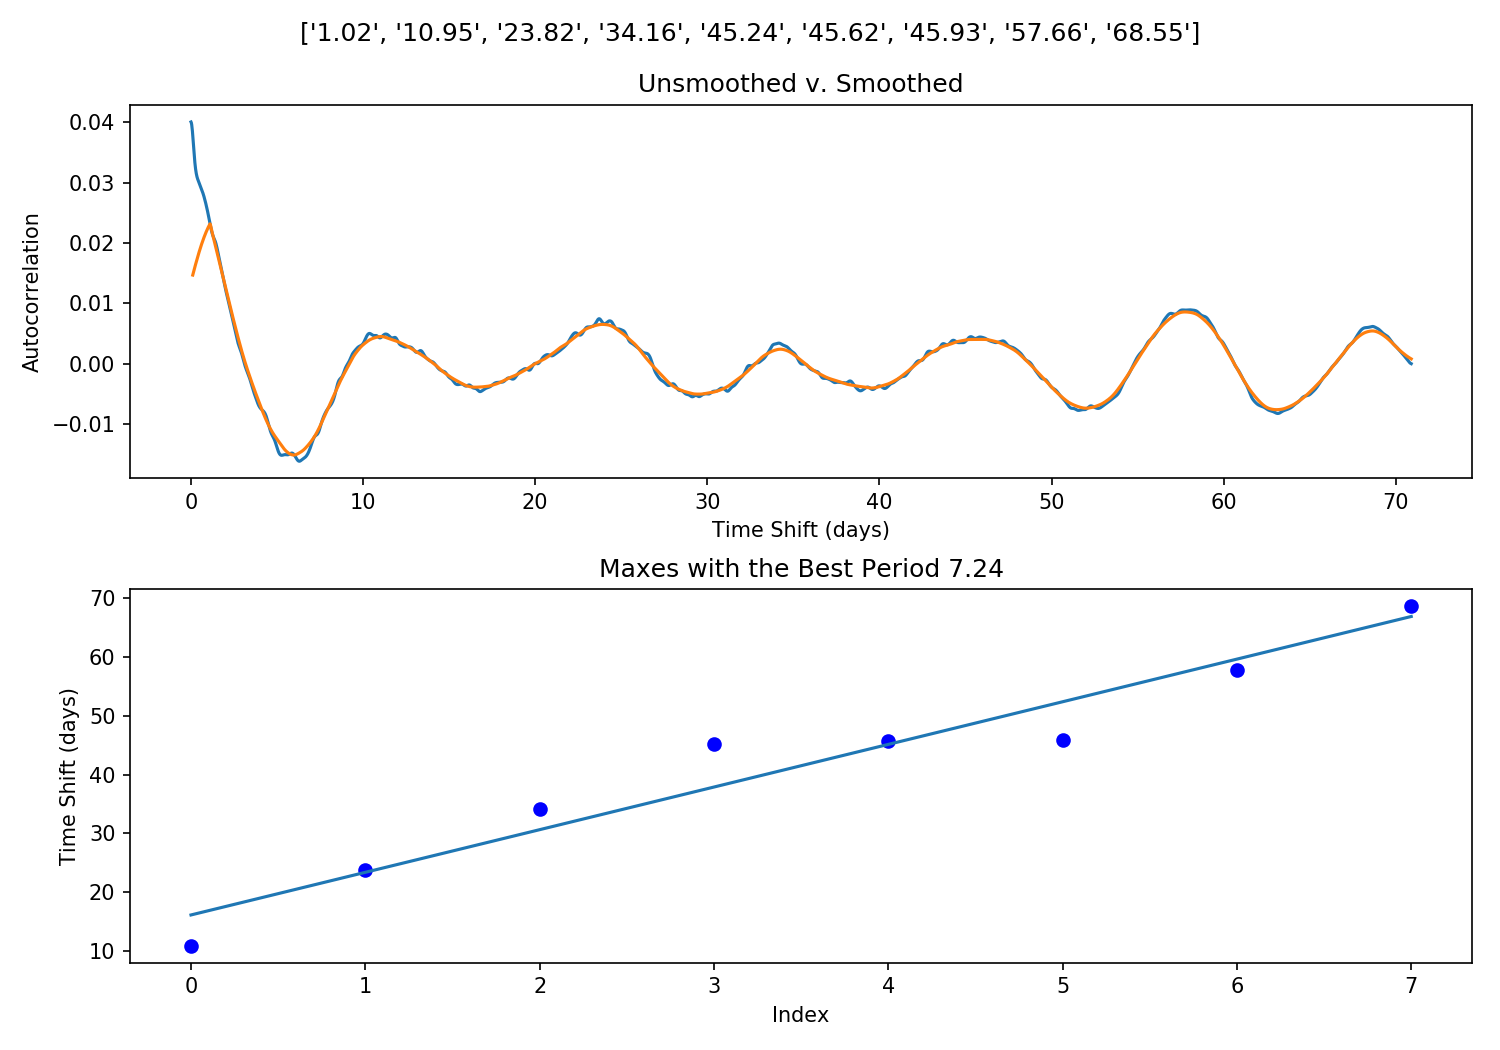 ['1.02', '10.95', '23.82', '34.16', '45.24', '45.62', '45.93', '57.66', '68.55']
Unsmoothed v. Smoothed
0.04
0.03
0.02
0.01
0.00
−0.01
Autocorrelation
0 10 20 30 40 50 60 70
Time Shift (days)
Maxes with the Best Period 7.24
70
60
50
40
30
20
10
Time Shift (days)
0 1 2 3 4 5 6 7
Index